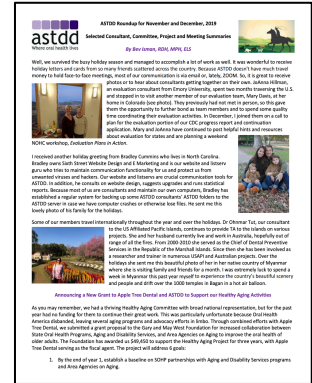 astdd
Where oral health lives
ASTDD Roundup for November and December, 2019
Selected Consultant, Committee, Project and Meeting Summaries
By Bev Isman, RDH, MPH, ELS
Well, we survived the busy holiday season and managed to accomplish a lot of work as well. It was wonderful to receive
holiday letters and cards from so many friends scattered across the country. Because ASTDD doesn't have much travel
money to hold face-to-face meetings, most of our communication is via email or, lately, ZOOM. So, it is great to receive
photos or to hear about consultants getting together on their own. JoAnna Hillman,
an evaluation consultant from Emory University, spent two months traversing the U.S.
and stepped in to visit another member of our evaluation team, Mary Davis, at her
home in Colorado (see photo). They previously had not met in person, so this gave
them the opportunity to further bond as team members and to spend some quality
time coordinating their evaluation activities. In December, I joined them on a call to
plan for the evaluation portion of our CDC progress report and continuation
application. Mary and JoAnna have continued to post helpful hints and resources
about evaluation for states and are planning a weekend
NOHC workshop, Evaluation Plans in Action.
I received another holiday greeting from Bradley Cummins who lives in North Carolina.
Bradley owns Sixth Street Website Design and E Marketing and is our website and listserv
guru who tries to maintain communication functionality for us and protect us from
unwanted viruses and hackers. Our website and listservs are crucial communication tools for
ASTDD. In addition, he consults on website design, suggests upgrades and runs statistical
reports. Because most of us are consultants and maintain our own computers, Bradley has
established a regular system for backing up some ASTDD consultants' ASTDD folders to the
ASTDD server in case we have computer crashes or otherwise lose files. He sent me this
lovely photo of his family for the holidays.
Some of our members travel internationally throughout the year and over the holidays. Dr Ohnmar Tut, our consultant
to the US Affiliated Pacific Islands, continues to provide TA to the islands on various
projects. She and her husband currently live and work in Australia, hopefully out of
range of all the fires. From 2000-2010 she served as the Chief of Dental Preventive
Services in the Republic of the Marshall Islands. Since then she has been involved as
a researcher and trainer in numerous USAPI and Australian projects. Over the
holidays she sent me this beautiful photo of her in her native country of Myanmar
where she is visiting family and friends for a month. I was extremely lucky to spend a
week in Myanmar this past year myself to experience the country's beautiful scenery
and people and drift over the 1000 temples in Bagan in a hot air balloon.
Announcing a New Grant to Apple Tree Dental and ASTDD to Support our Healthy Aging Activities
As you may remember, we had a thriving Healthy Aging Committee with broad national representation, but for the past
year had no funding for them to continue their great work. This was particularly unfortunate because Oral Health
America disbanded, leaving several aging programs and advocacy efforts in limbo. Through combined efforts with Apple
Tree Dental, we submitted a grant proposal to the Gary and May West Foundation for increased collaboration between
State Oral Health Programs, Aging and Disability Services, and Area Agencies on Aging to improve the oral health of
older adults. The Foundation has awarded us $49,650 to support the Healthy Aging Project for three years, with Apple
Tree Dental serving as the fiscal agent. The project will address 6 goals:
1. By the end of year 1, establish a baseline on SOHP partnerships with Aging and Disability Services programs
and Area Agencies on Aging.